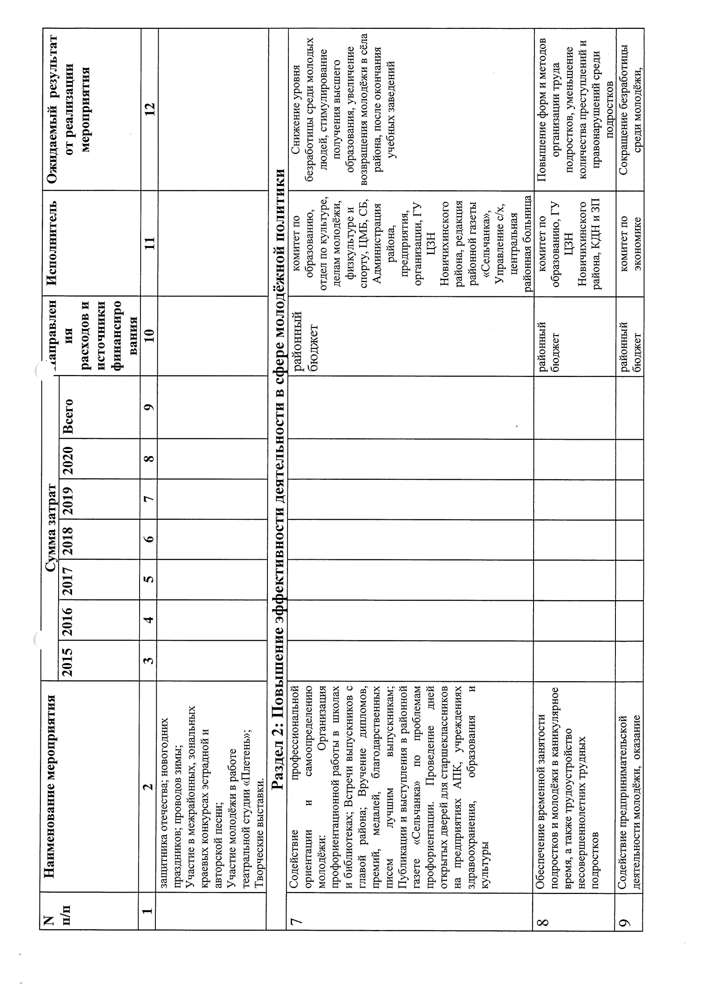 N
п/п
Наименование мероприятия
Сумма затрат
2015 2016 2017 2018 2019 2020 Всего
Направлен
ия
расходов и
источники
финансиро
вания
Исполнитель
Ожидаемый результат
от реализации
мероприятия
1 2 3 4 5 6 7 8 9 10 11 12
защитника отечества; новогодних
праздников; проводов зимы;
Участие в межрайонных, зональных
краевых конкурсах эстрадной и
авторской песни;
Участие молодёжи в работе
театральной студии «Плетень»;
Творческие выставки.
Раздел 2: Повышение эффективности деятельности в сфере молодёжной политики
7
Содействие профессиональной
ориентации и самоопределению
молодёжи: Организация
профориентационной работы в школах
и библиотеках; Встречи выпускников с
главой района; Вручение дипломов,
премий, медалей, благодарственных
писем лучшим выпускникам;
Публикации и выступления в районной
газете «Сельчанка» по проблемам
профориентации. Проведение дней
открытых дверей для старшеклассников
на предприятиях АПК, учреждениях
здравоохранения, образования и
культуры
районный
бюджет
комитет по
образованию,
отдел по культуре,
делам молодёжи,
физкультуре и
спорту, ЦМБ, СБ,
Администрация
района,
предприятия,
организации, ГУ
ЦЗН
Новичихинского
района, редакция
районной газеты
«Сельчанка»,
Управление с/х,
центральная
районная больница
Снижение уровня
безработицы среди молодых
людей, стимулирование
получения высшего
образования, увеличение
возвращения молодёжи в сёла
района, после окончания
учебных заведений
8
Обеспечение временной занятости
подростков и молодёжи в каникулярное
время, а также трудоустройство
несовершеннолетних трудных
подростков
районный
бюджет
комитет по
образованию, ГУ
ЦЗН
Новичихинского
района, КДН и ЗП
Повышение форм и методов
организации труда
подростков, уменьшение
количества преступлений и
правонарушений среди
подростков
9
Содействие предпринимательской
деятельности молодёжи, оказание
районный
бюджет
комитет по
экономике
Сокращение безработицы
среди молодёжи,